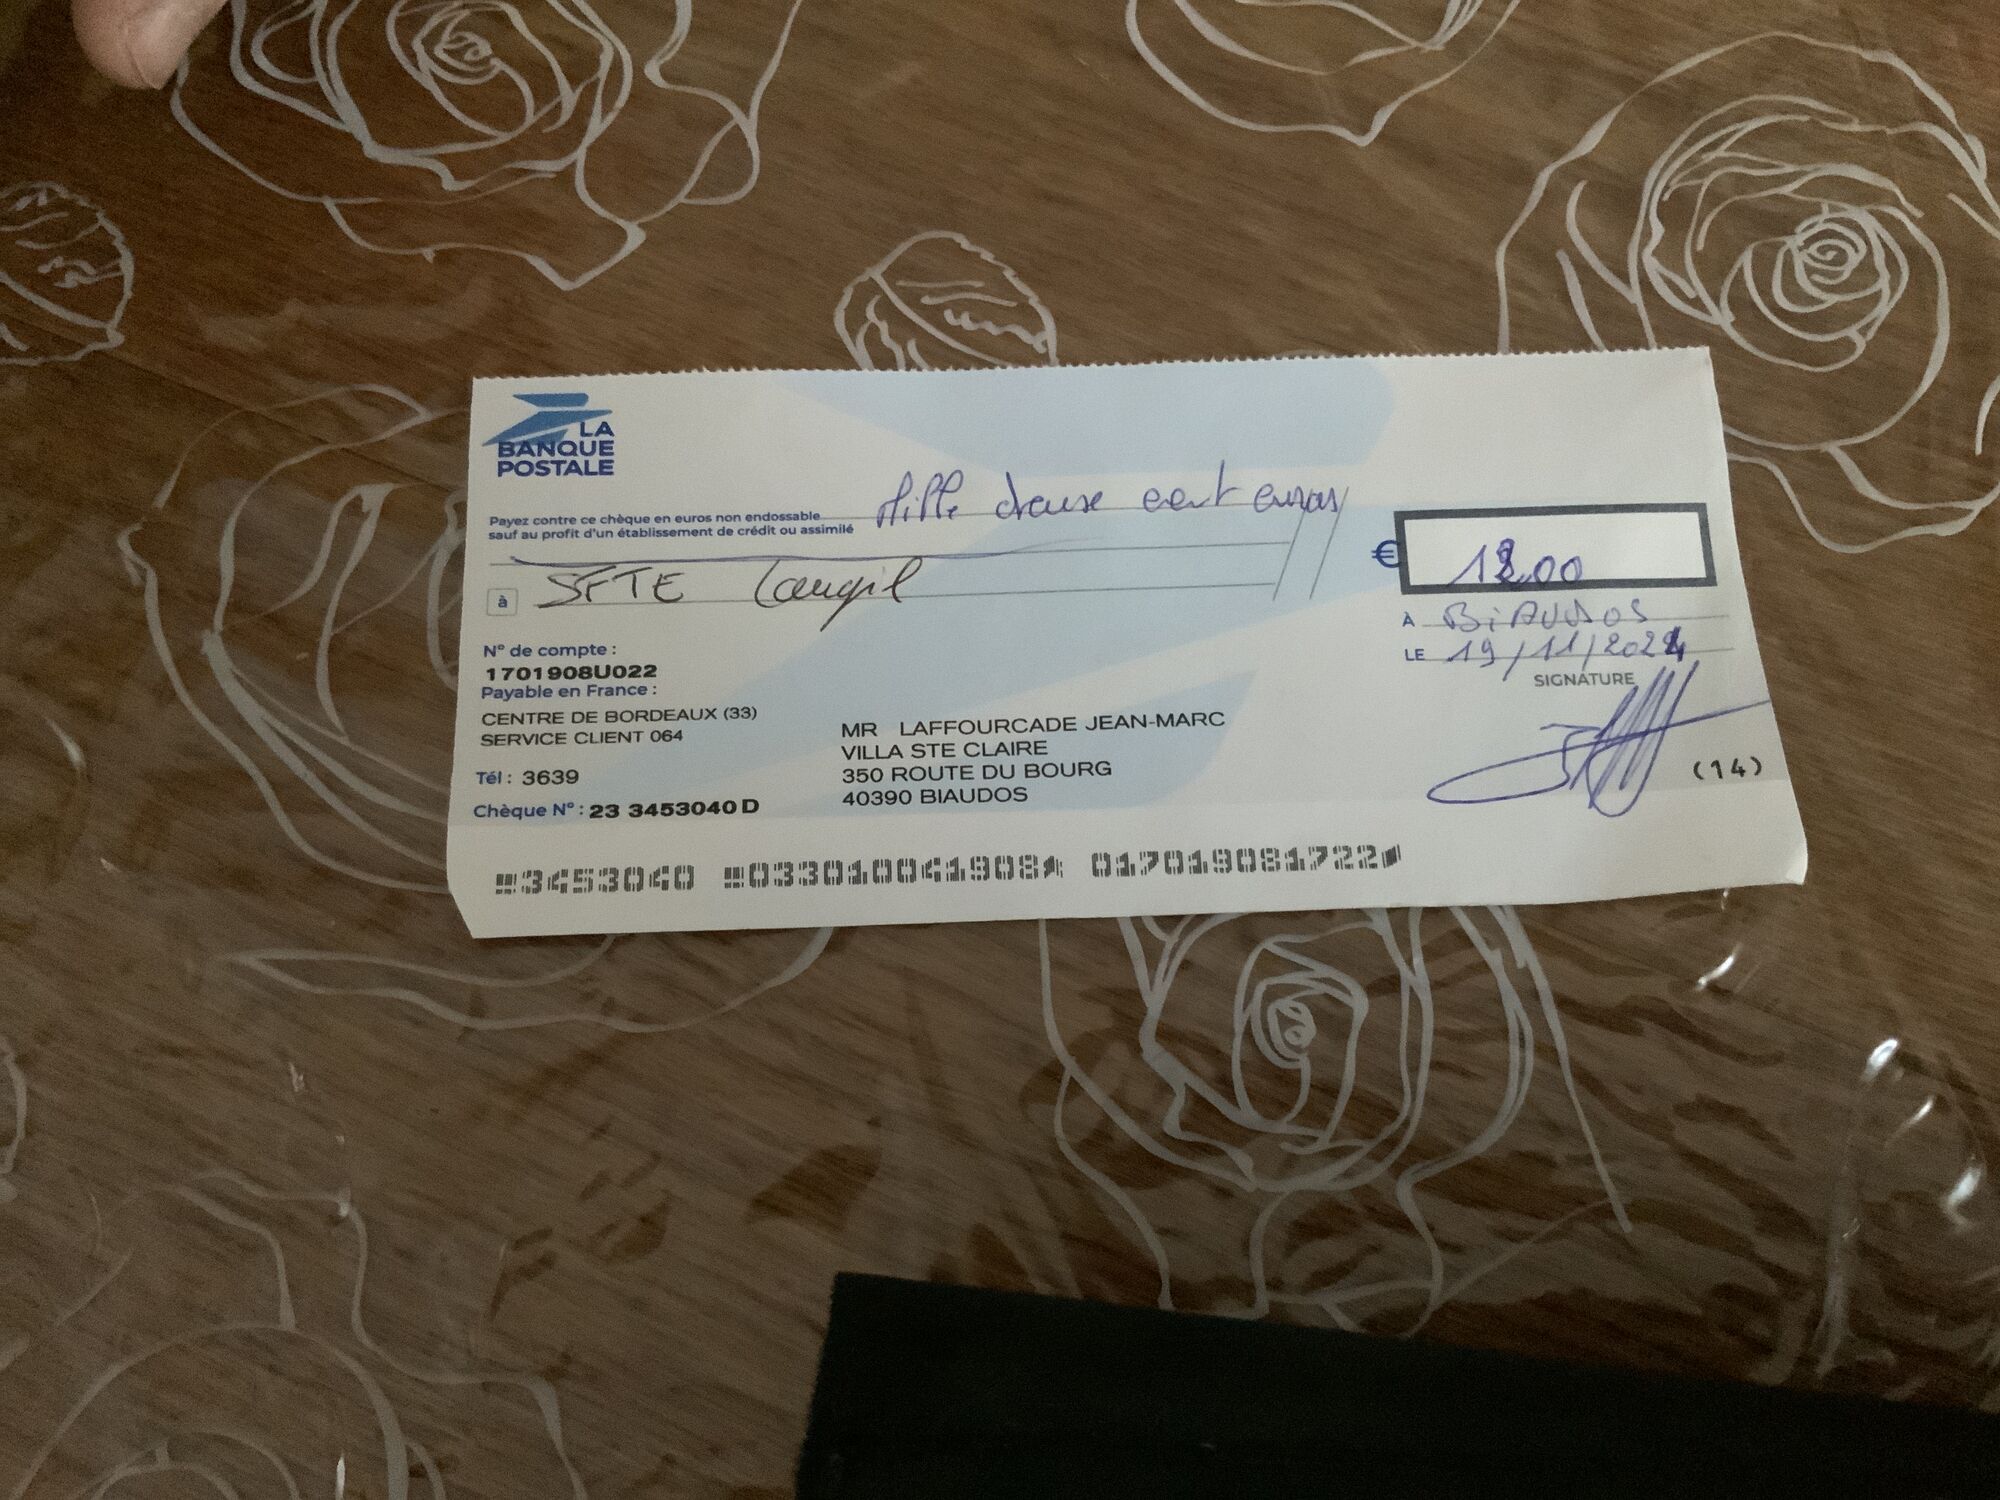 LA
BANQUE
POSTALE
Mille deuxe cent euros
Payez contre ce chèque en euros non endossable
sauf au profit d'un établissement de crédit ou assimilé
€ 1200
à SFTE
À BiAUDOS
LE 19/11/2024
SIGNATURE
N° de compte :
1701908U022
Payable en France :
CENTRE DE BORDEAUX (33)
SERVICE CLIENT 064
Tél : 3639
Chèque N° : 23 3453040 D
MR LAFFOURCADE JEAN-MARC
VILLA STE CLAIRE
350 ROUTE DU BOURG
40390 BIAUDOS
(14)
3453040 033010041908 017019081722